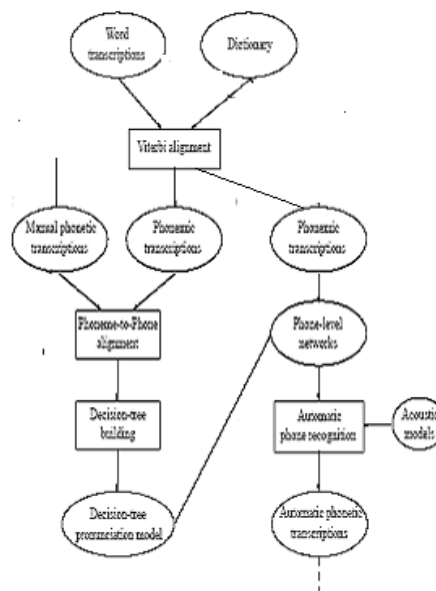 Word
transcriptions
Dictionary
Viterbi alignment
Manual phonetic
transcriptions
Phonemic
transcriptions
Phonemic
transcriptions
Phoneme-to-Phone
alignment
Phone-level
networks
Decision-tree
building
Automatic
phone recognition
Acoustic
models
Decision-tree
pronunciation model
Automatic phonetic
transcriptions